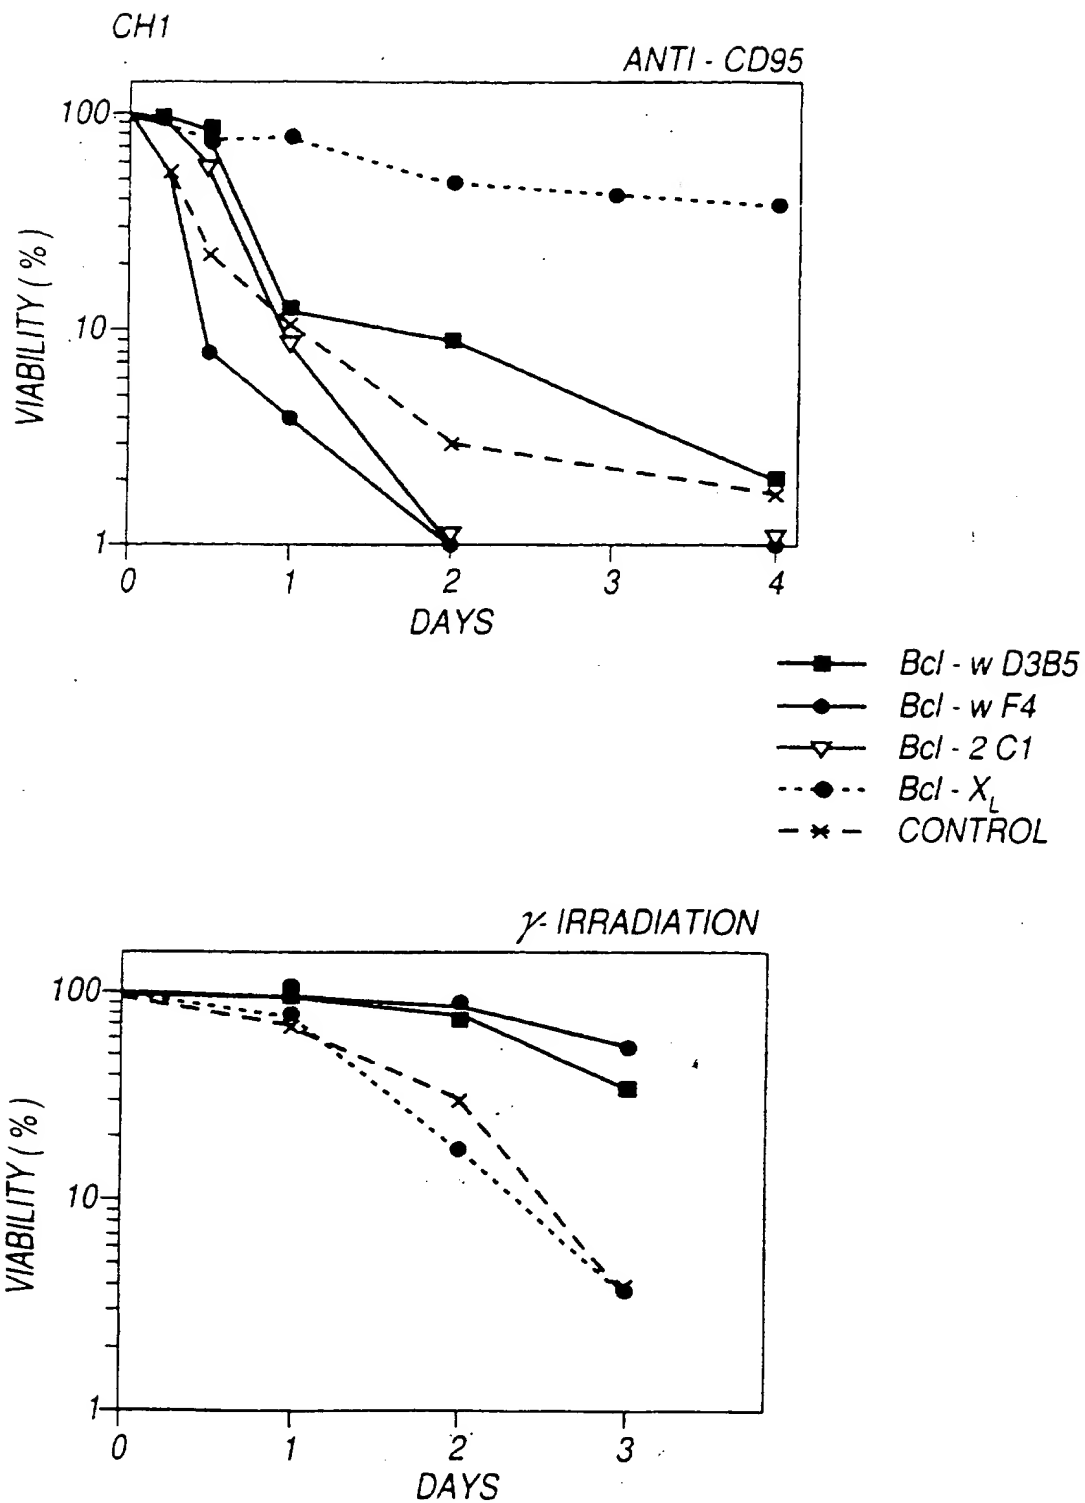 CH1
ANTI - CD95
100
10
1
VIABILITY (%)
0 1 2 3 4
DAYS
Bcl - w D3B5
Bcl - w F4
Bcl - 2 C1
Bcl - XL
CONTROL
γ- IRRADIATION
100
10
1
VIABILITY (%)
0 1 2 3
DAYS